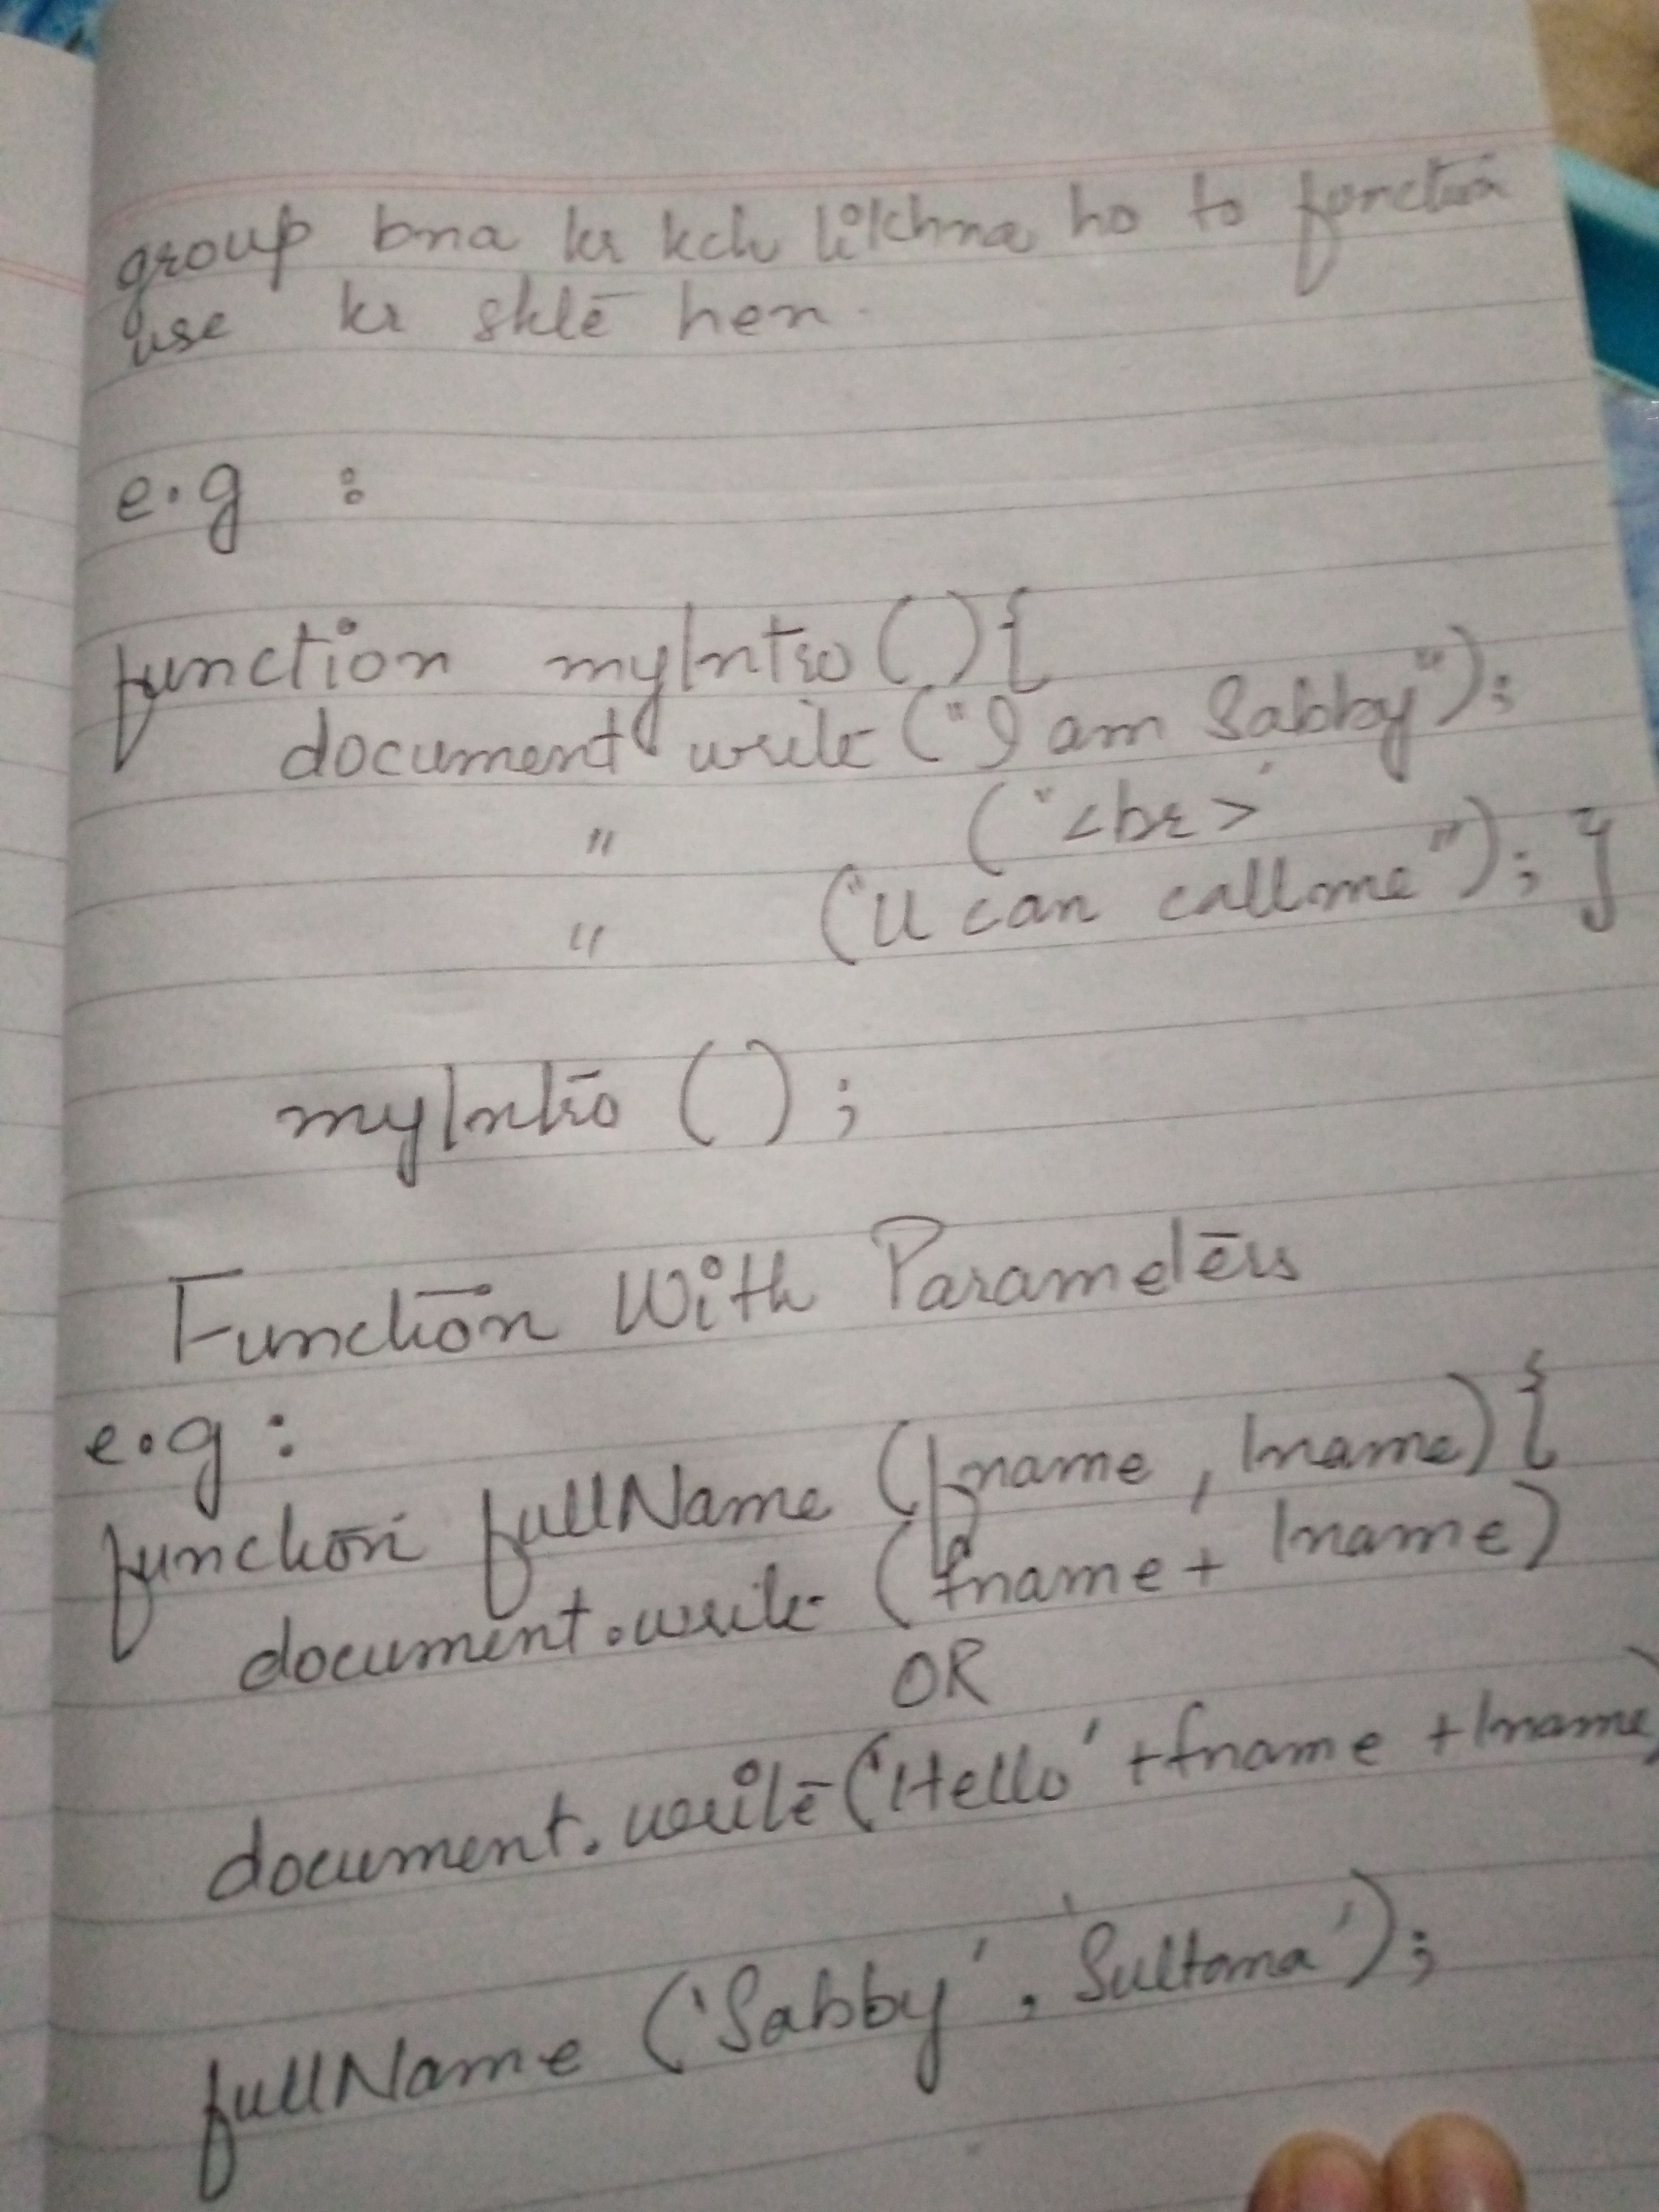 group bna kr kch likhna ho to function
use kr skte hen.
e.g :
function myIntro () {
document write ("I am Sabby");
" ("<br>"
" ("U can call me"); }
myIntro () ;
Function With Parameters
e.g :
function fullName (fname , lname) {
document.write (fname + lname)
OR
document.write ('Hello' + fname + lname)
fullName ('Sabby' , 'Sultana');